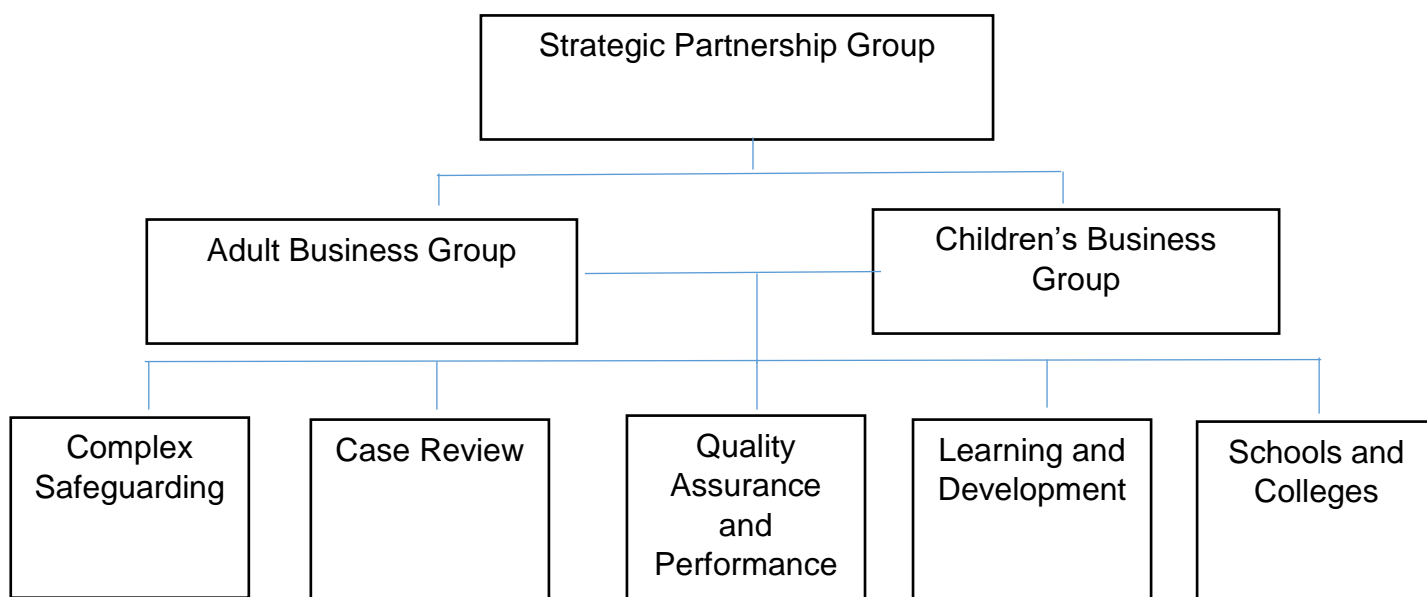 Strategic Partnership Group
Adult Business Group
Children’s Business
Group
Complex
Safeguarding
Case Review
Quality
Assurance
and
Performance
Learning and
Development
Schools and
Colleges